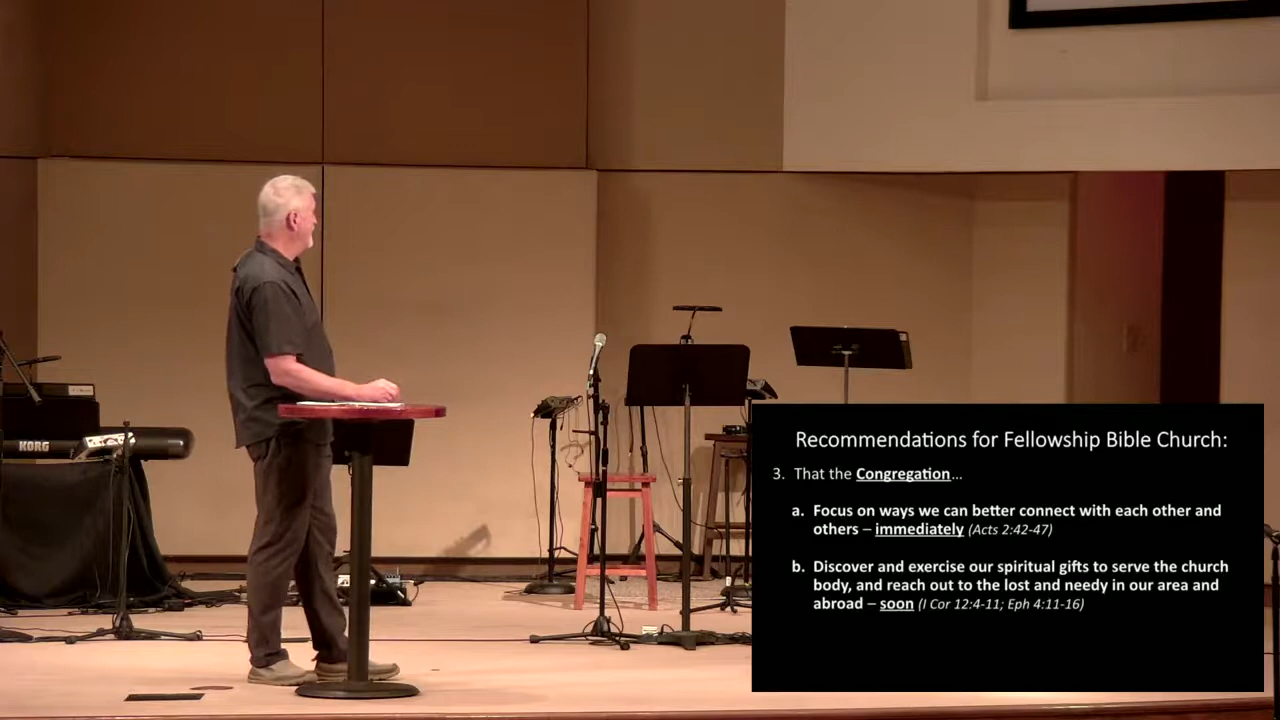 KORG
Recommendations for Fellowship Bible Church:
3. That the Congregation…
a. Focus on ways we can better connect with each other and
others – immediately (Acts 2:42-47)
b. Discover and exercise our spiritual gifts to serve the church
body, and reach out to the lost and needy in our area and
abroad – soon (I Cor 12:4-11; Eph 4:11-16)